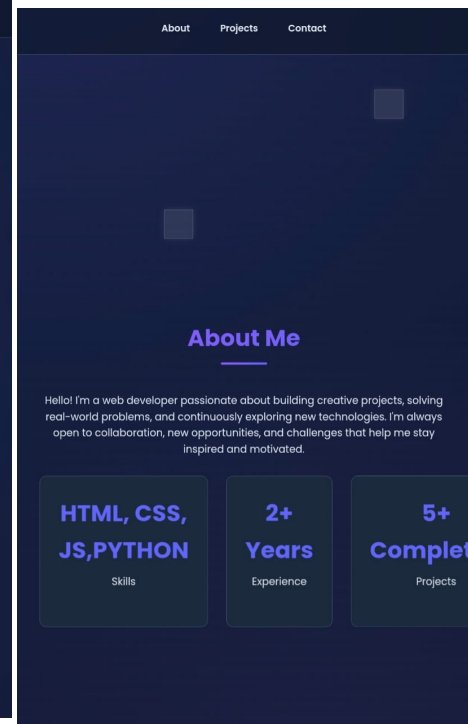 About Projects Contact
About Me
Hello! I'm a web developer passionate about building creative projects, solving
real-world problems, and continuously exploring new technologies. I'm always
open to collaboration, new opportunities, and challenges that help me stay
inspired and motivated.
HTML, CSS,
JS,PYTHON
Skills
2+
Years
Experience
5+
Complet
Projects